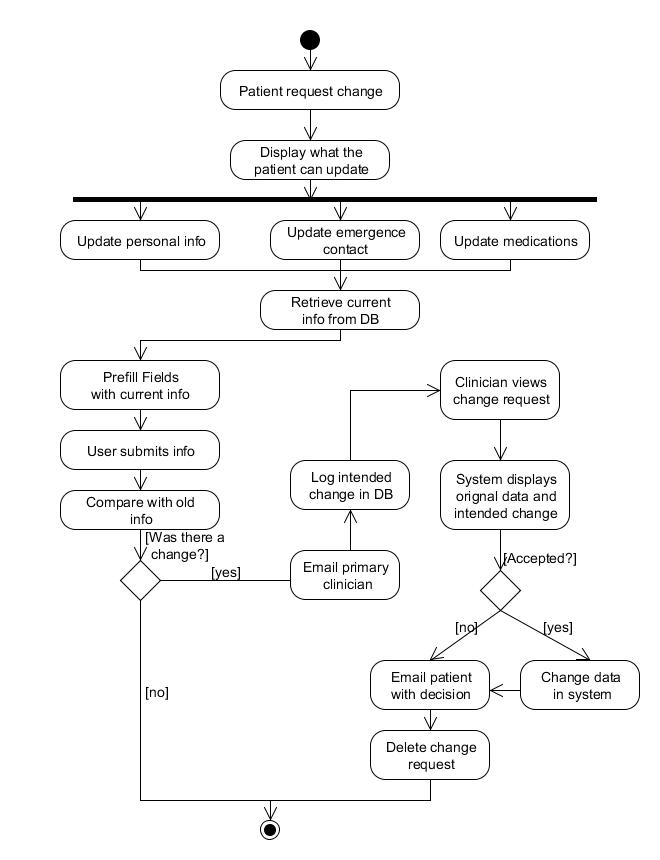 Patient request change
Display what the
patient can update
Update personal info
Update emergence
contact
Update medications
Retrieve current
info from DB
Prefill Fields
with current info
Clinician views
change request
User submits info
Log intended
change in DB
System displays
orignal data and
intended change
Compare with old
info
[Was there a
change?]
[yes]
Email primary
clinician
[Accepted?]
[no]
[yes]
[no]
Email patient
with decision
Change data
in system
Delete change
request